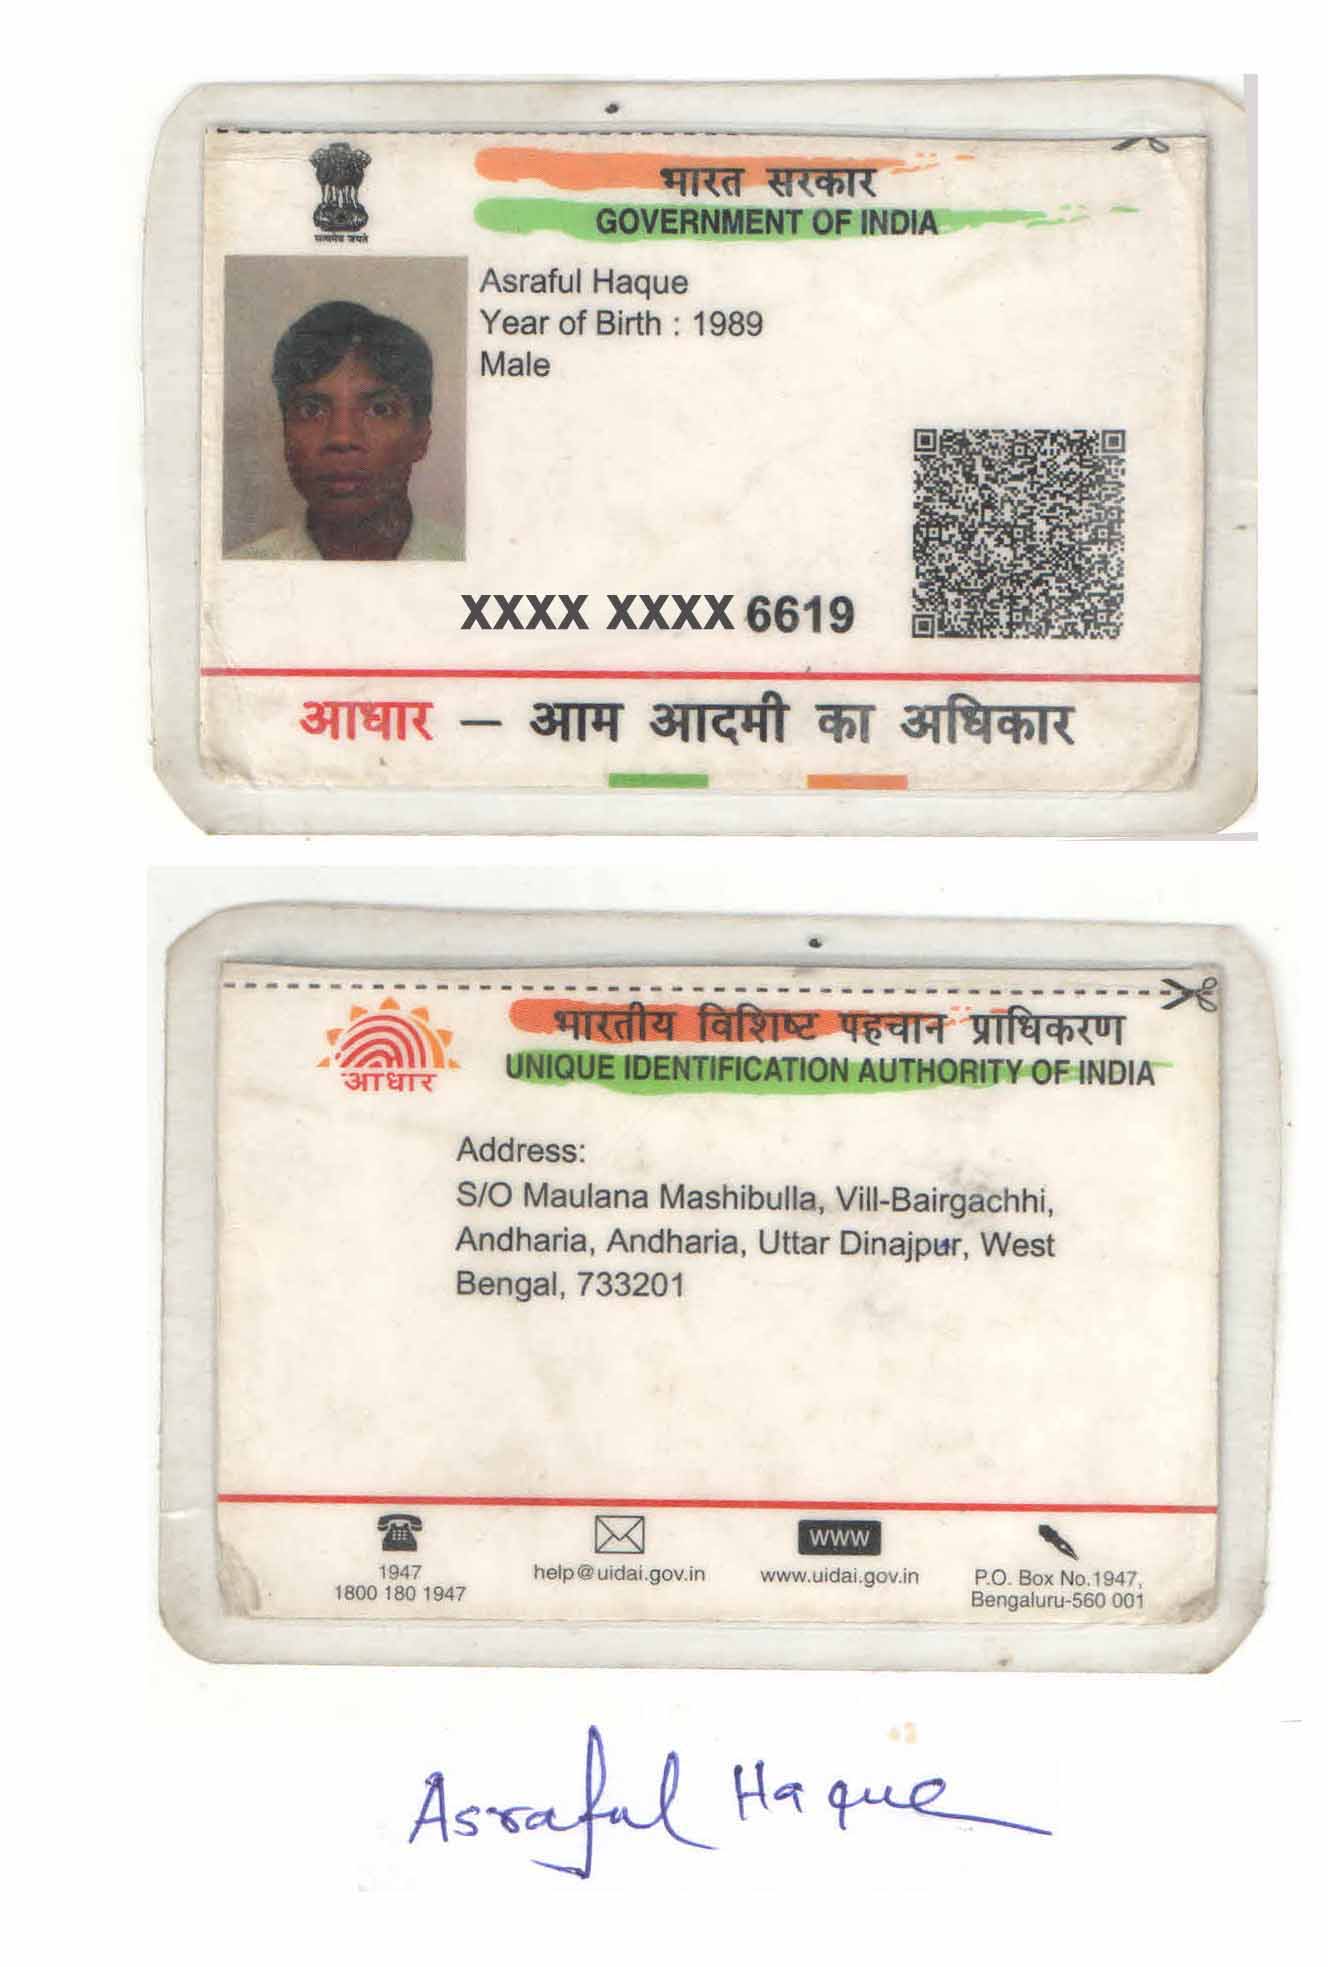 सत्यमेव जयते
भारत सरकार
GOVERNMENT OF INDIA
Asraful Haque
Year of Birth : 1989
Male
XXXX XXXX 6619
आधार – आम आदमी का अधिकार
भारतीय विशिष्ट पहचान प्राधिकरण
आधार
UNIQUE IDENTIFICATION AUTHORITY OF INDIA
Address:
S/O Maulana Mashibulla, Vill-Bairgachhi,
Andharia, Andharia, Uttar Dinajpur, West
Bengal, 733201
1947
1800 180 1947
help@uidai.gov.in
www
www.uidai.gov.in
P.O. Box No.1947,
Bengaluru-560 001
Asraful Haque